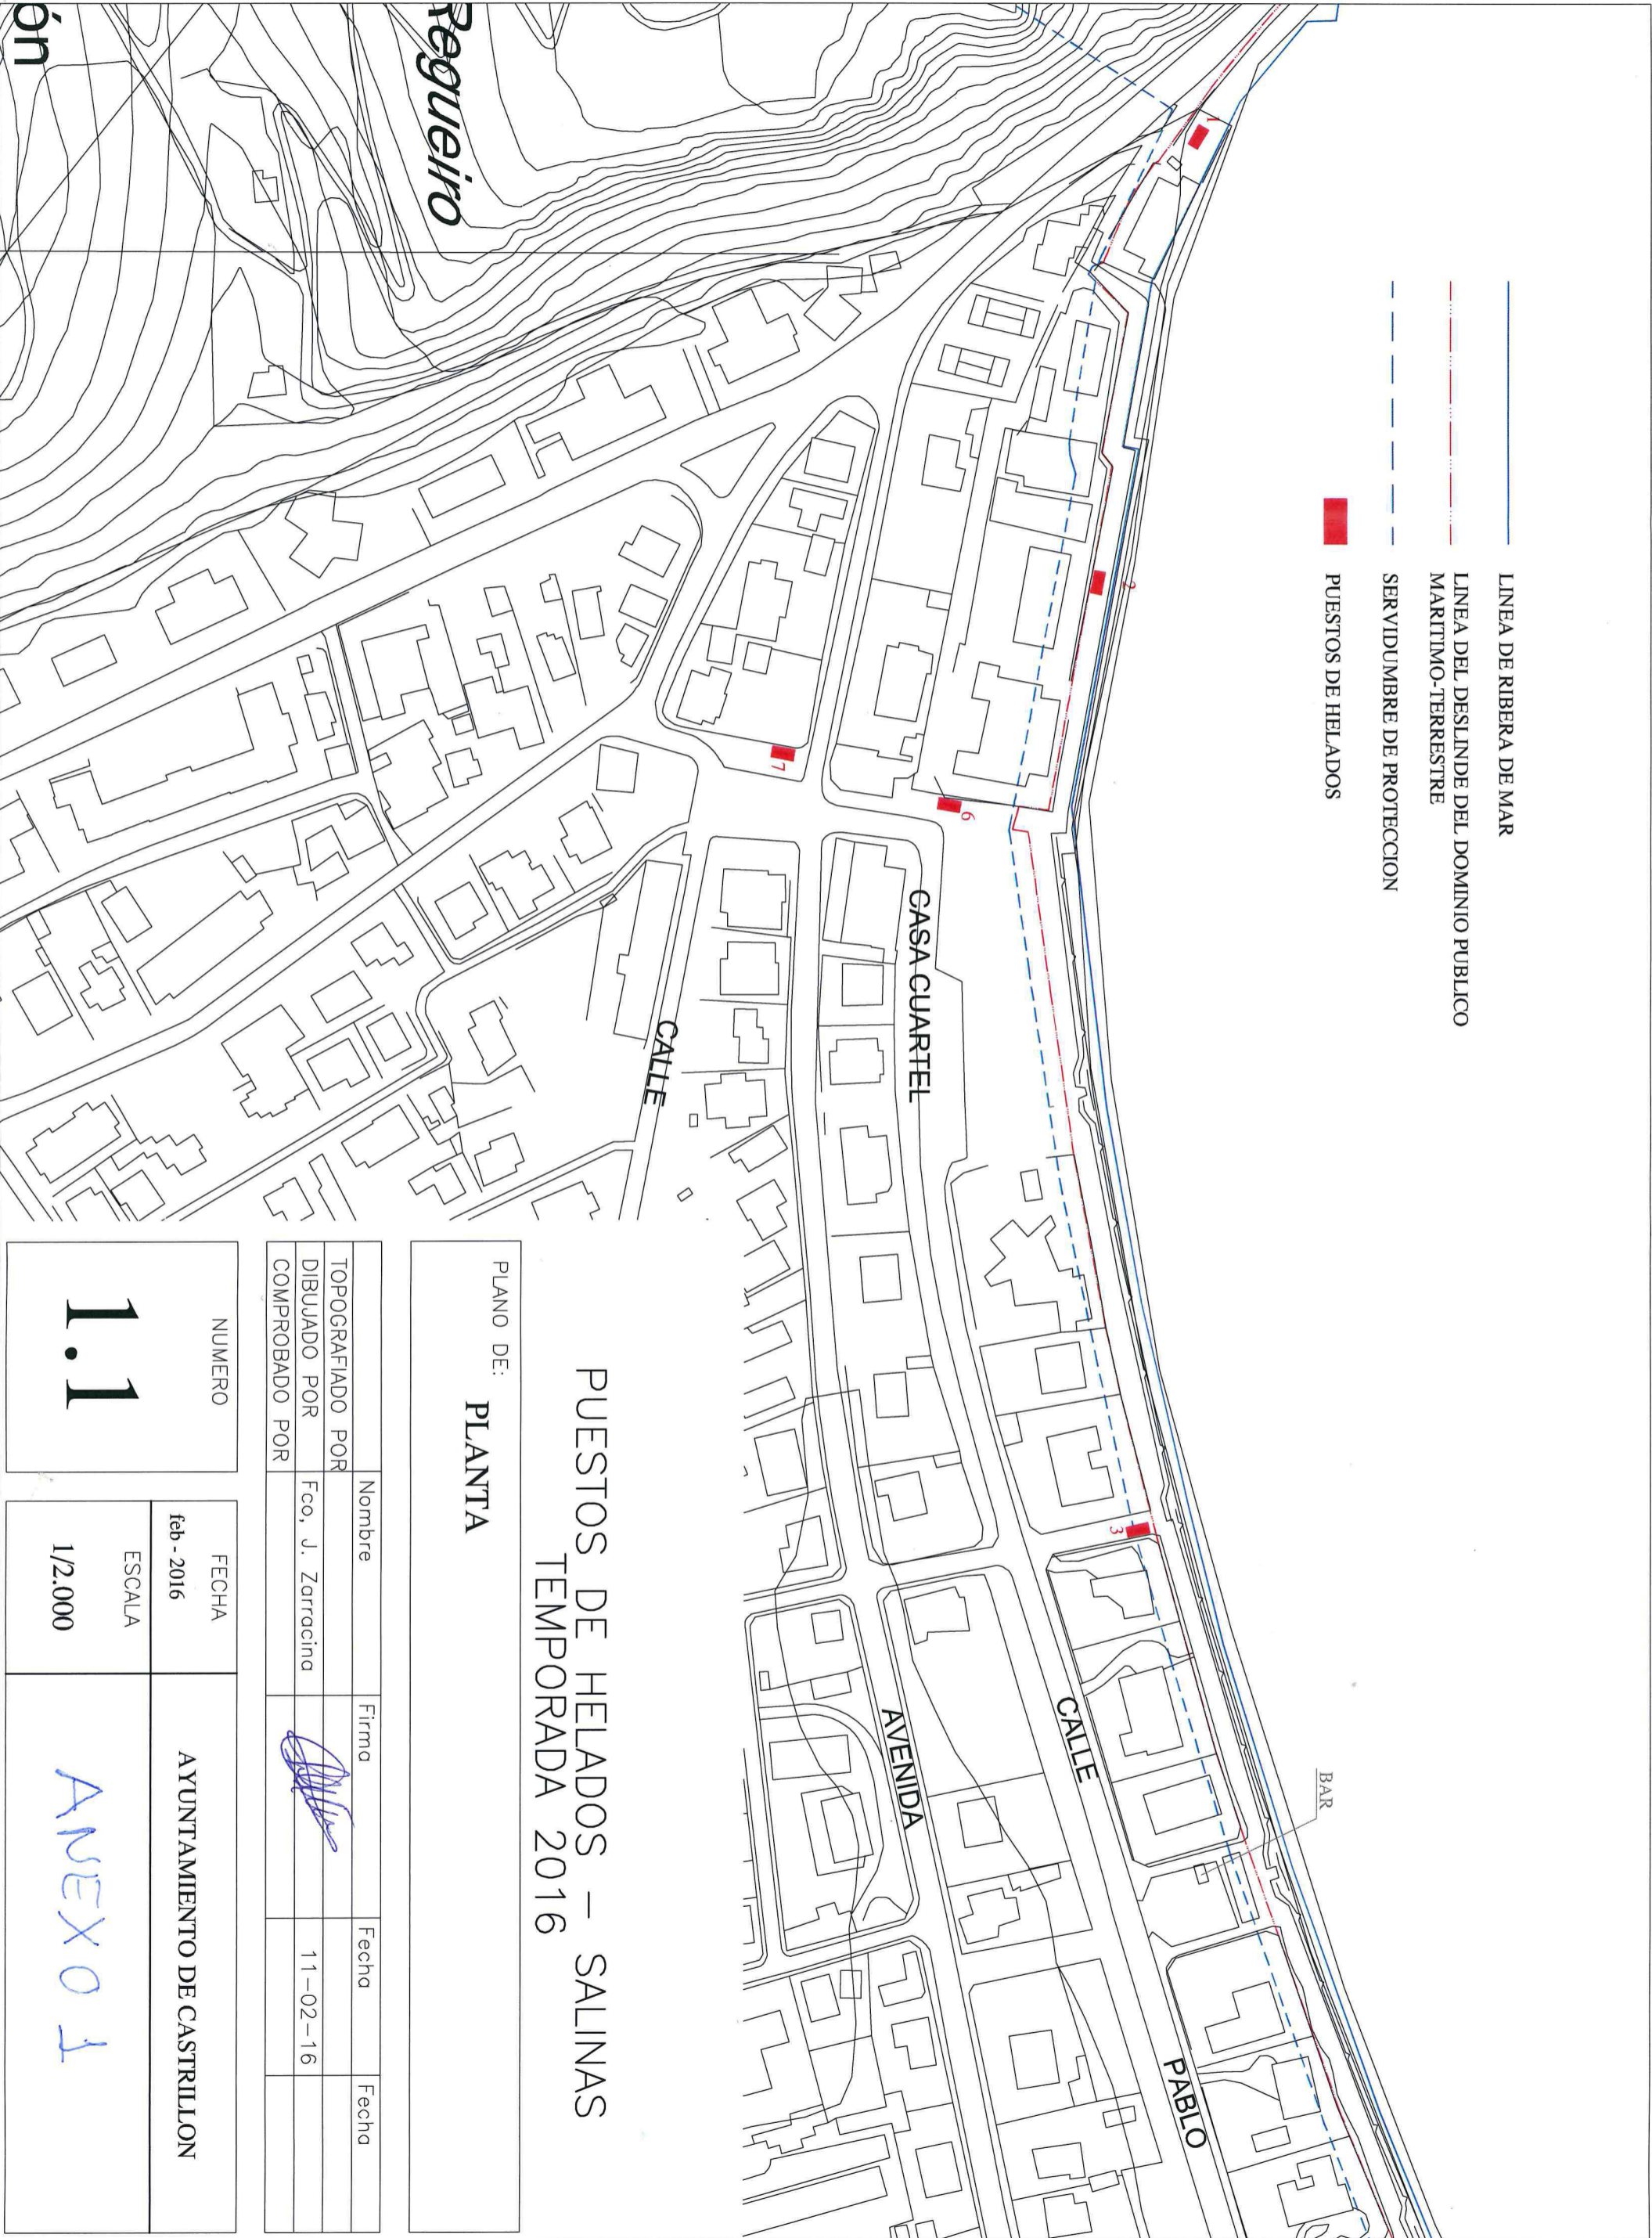 LINEA DE RIBERA DE MAR
LINEA DEL DESLINDE DEL DOMINIO PUBLICO
MARITIMO-TERRESTRE
SERVIDUMBRE DE PROTECCION
PUESTOS DE HELADOS
1
2
3
6
7
Regueiro
ón
CASA CUARTEL
CALLE
CALLE
AVENIDA
PABLO
BAR
PUESTOS DE HELADOS - SALINAS
TEMPORADA 2016
PLANO DE:
PLANTA
Nombre Firma Fecha Fecha
TOPOGRAFIADO POR
DIBUJADO POR Fco, J. Zarracina 11-02-16
COMPROBADO POR
NUMERO
1.1
FECHA
feb - 2016
ESCALA
1/2.000
AYUNTAMIENTO DE CASTRILLON
ANEXO 1